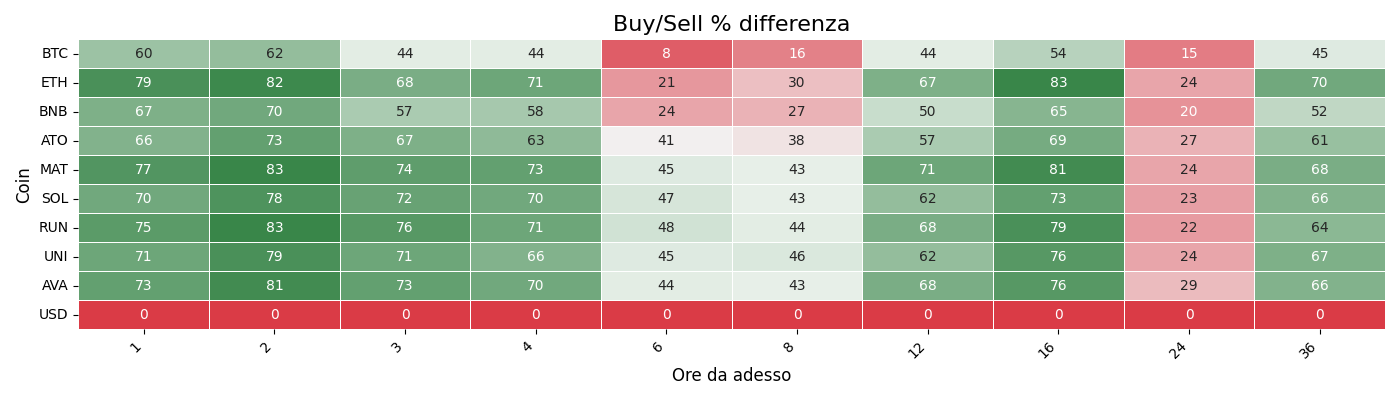 Buy/Sell % differenza
Coin
BTC 60 62 44 44 8 16 44 54 15 45
ETH 79 82 68 71 21 30 67 83 24 70
BNB 67 70 57 58 24 27 50 65 20 52
ATO 66 73 67 63 41 38 57 69 27 61
MAT 77 83 74 73 45 43 71 81 24 68
SOL 70 78 72 70 47 43 62 73 23 66
RUN 75 83 76 71 48 44 68 79 22 64
UNI 71 79 71 66 45 46 62 76 24 67
AVA 73 81 73 70 44 43 68 76 29 66
USD 0 0 0 0 0 0 0 0 0 0
1 2 3 4 6 8 12 16 24 36
Ore da adesso